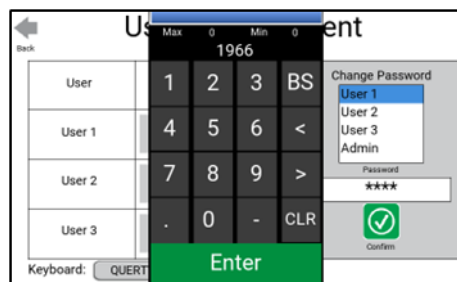 Us
ent
Back
Max 0 Min 0
1966
1 2 3 BS
4 5 6 <
7 8 9 >
. 0 - CLR
Enter
User
User 1
User 2
User 3
Keyboard: QUERT
Change Password
User 1
User 2
User 3
Admin
Password
****
Confirm